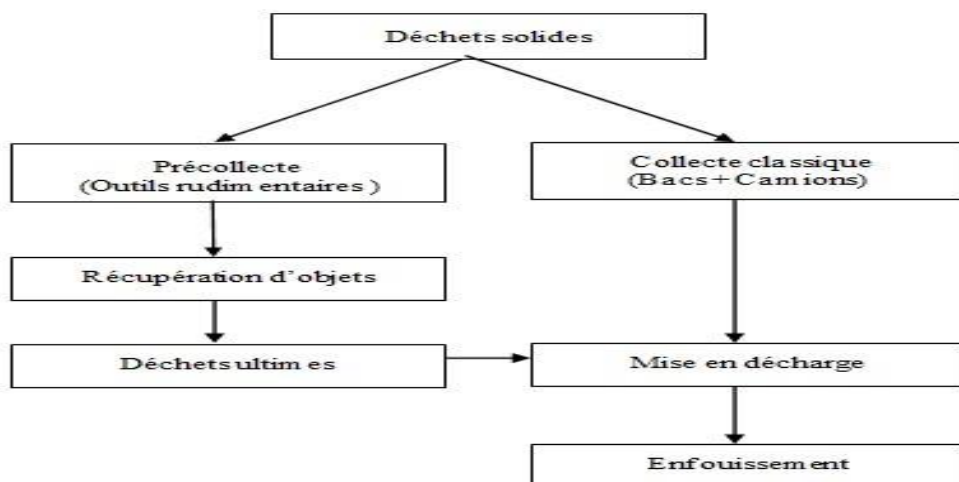 Déchets solides
Précollecte
(Outils rudimentaires)
Collecte classique
(Bacs + Camions)
Récupération d'objets
Déchets ultimes
Mise en décharge
Enfouissement